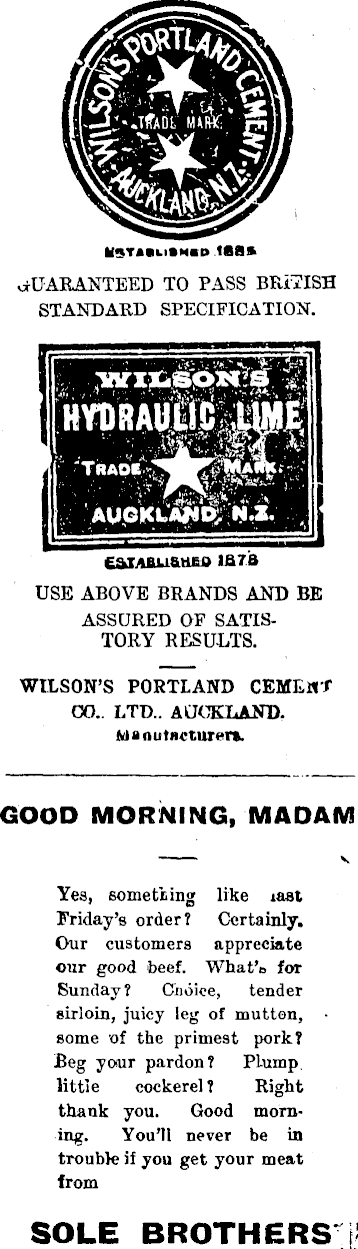 WILSON'S PORTLAND CEMENT
TRADE MARK.
AUCKLAND, N.Z.
ESTABLISHED 1885
GUARANTEED TO PASS BRITISH
STANDARD SPECIFICATION.
WILSON'S
HYDRAULIC LIME
TRADE MARK.
AUCKLAND, N.Z.
ESTABLISHED 1878
USE ABOVE BRANDS AND BE
ASSURED OF SATIS-
TORY RESULTS.
WILSON'S PORTLAND CEMENT
CO.. LTD.. AUCKLAND.
Manufacturers.
GOOD MORNING, MADAM
Yes, something like last
Friday's order? Certainly.
Our customers appreciate
our good beef. What's for
Sunday? Choice, tender
sirloin, juicy leg of mutton,
some of the primest pork?
Beg your pardon? Plump
little cockerel? Right
thank you. Good morn-
ing. You'll never be in
trouble if you get your meat
from
SOLE BROTHERS